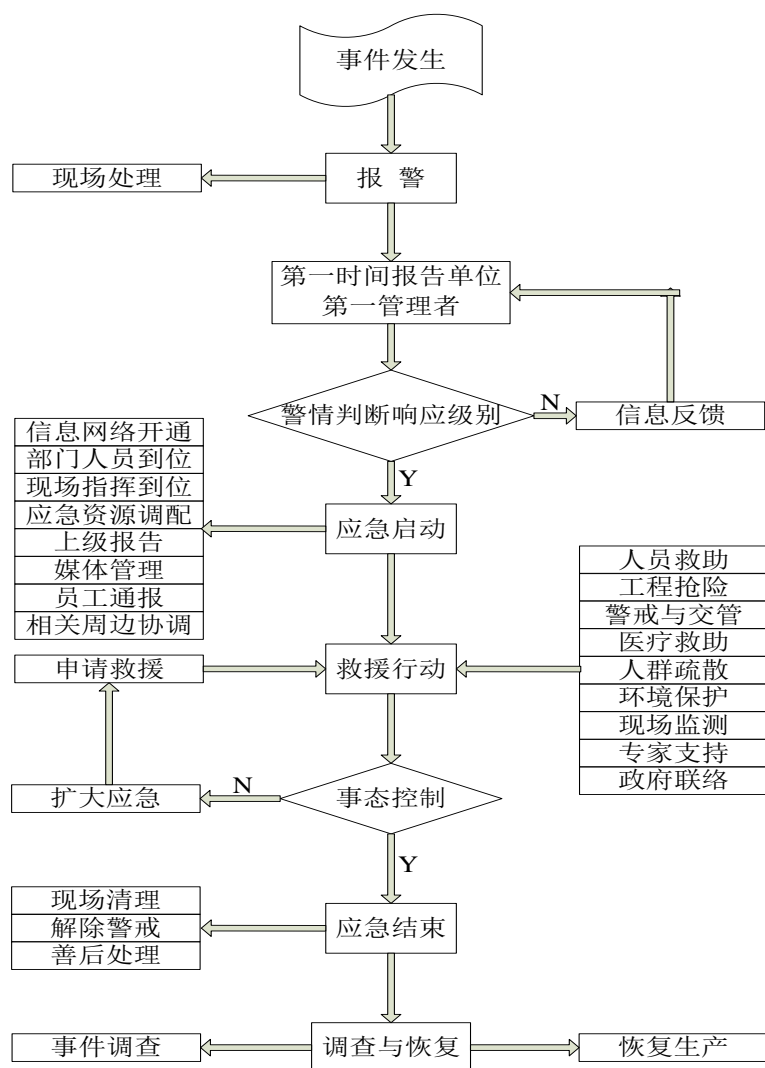 事件发生
现场处理
报 警
第一时间报告单位
第一管理者
警情判断响应级别
N
信息反馈
Y
信息网络开通
部门人员到位
现场指挥到位
应急资源调配
上级报告
媒体管理
员工通报
相关周边协调
应急启动
人员救助
工程抢险
警戒与交管
医疗救助
人群疏散
环境保护
现场监测
专家支持
政府联络
申请救援
救援行动
扩大应急
N
事态控制
Y
现场清理
解除警戒
善后处理
应急结束
事件调查
调查与恢复
恢复生产